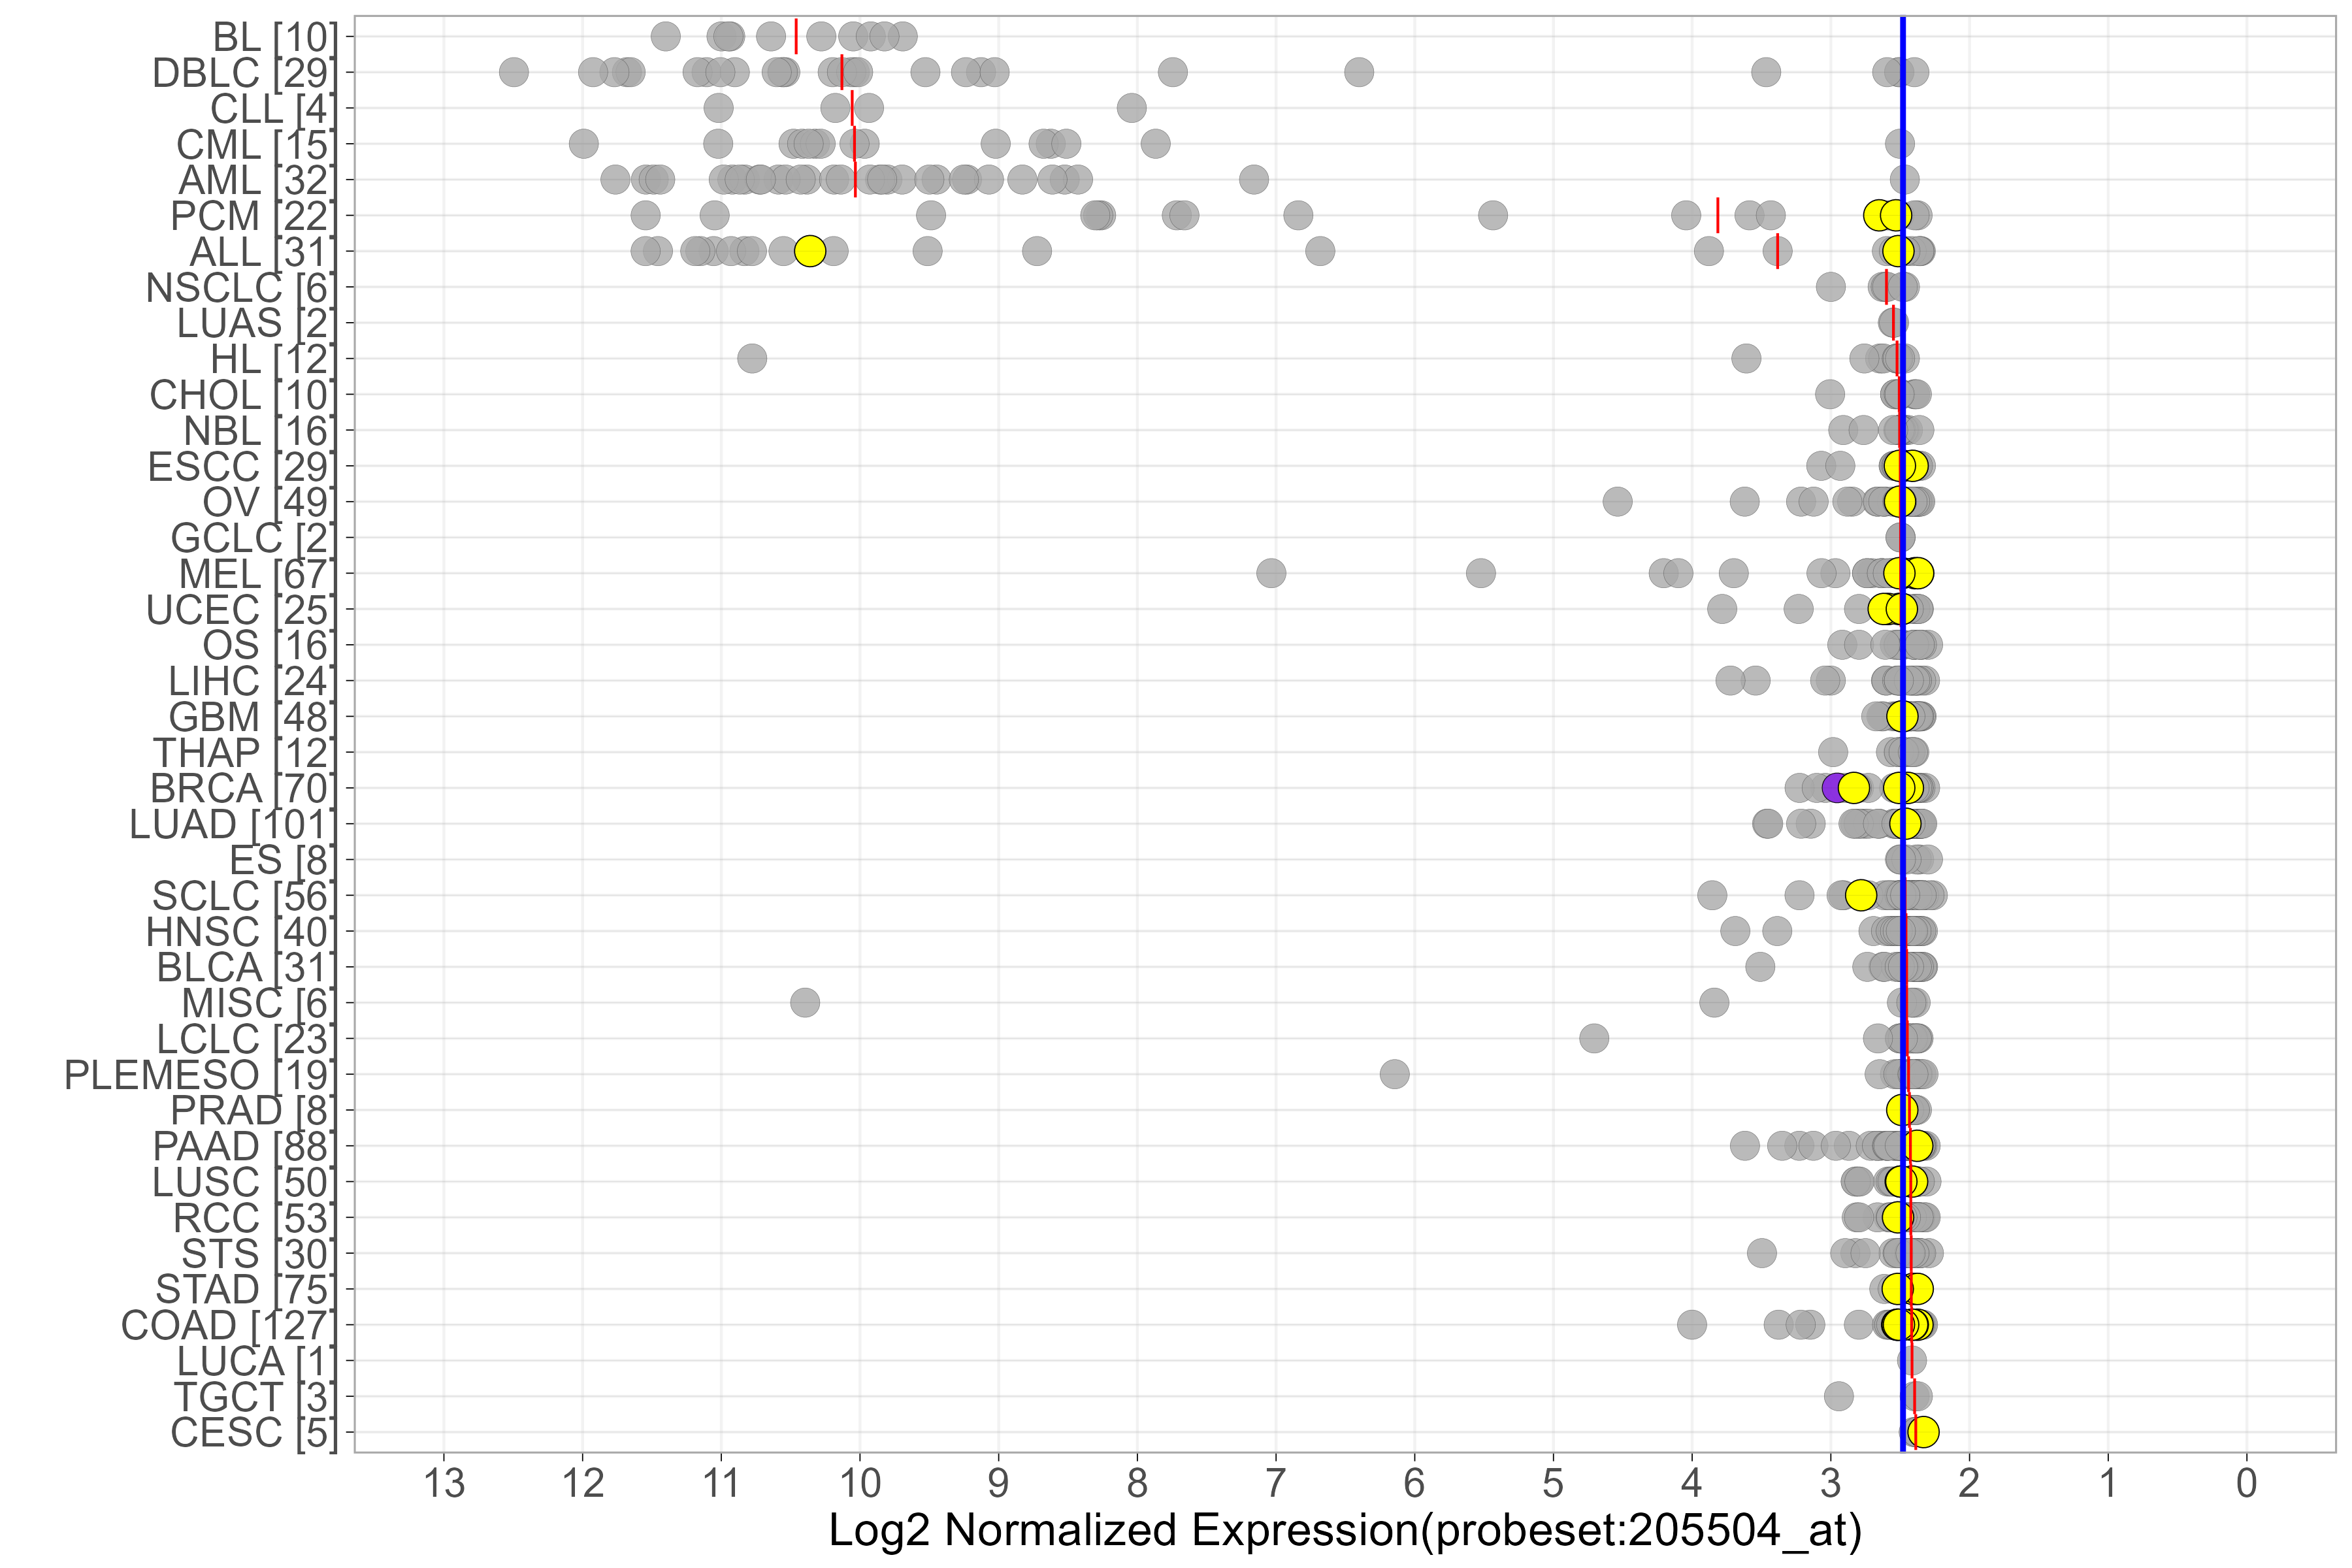 BL [10]
DBLC [29]
CLL [4]
CML [15]
AML [32]
PCM [22]
ALL [31]
NSCLC [6]
LUAS [2]
HL [12]
CHOL [10]
NBL [16]
ESCC [29]
OV [49]
GCLC [2]
MEL [67]
UCEC [25]
OS [16]
LIHC [24]
GBM [48]
THAP [12]
BRCA [70]
LUAD [101]
ES [8]
SCLC [56]
HNSC [40]
BLCA [31]
MISC [6]
LCLC [23]
PLEMESO [19]
PRAD [8]
PAAD [88]
LUSC [50]
RCC [53]
STS [30]
STAD [75]
COAD [127]
LUCA [1]
TGCT [3]
CESC [5]
13 12 11 10 9 8 7 6 5 4 3 2 1 0
Log2 Normalized Expression(probeset:205504_at)